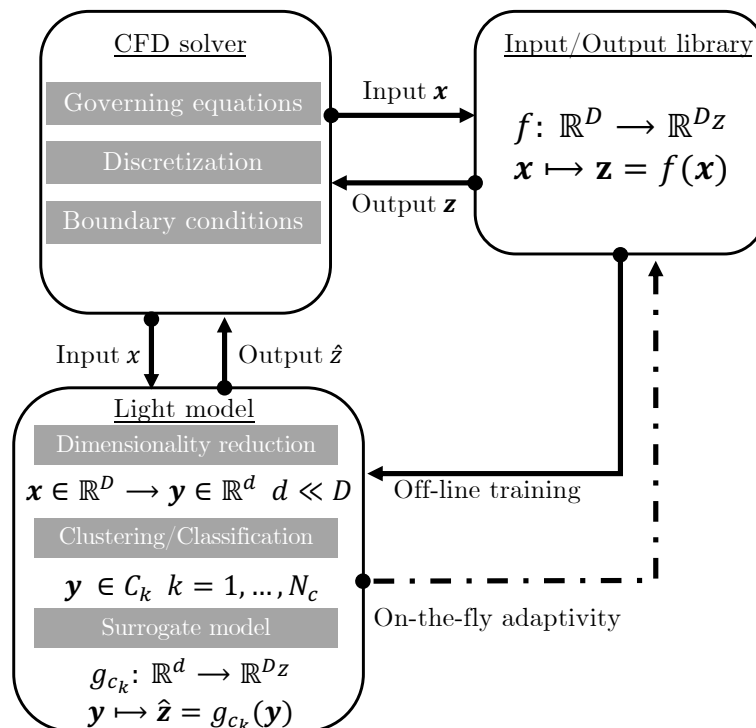 CFD solver
Governing equations
Discretization
Boundary conditions
Input x
Output z
Input/Output library
f: ℝ^D ⟶ ℝ^{D_Z}
x ⟼ z = f(x)
Input x
Output ẑ
Light model
Dimensionality reduction
x ∈ ℝ^D ⟶ y ∈ ℝ^d d ≪ D
Clustering/Classification
y ∈ C_k k = 1, … , N_c
Surrogate model
g_{c_k}: ℝ^d ⟶ ℝ^{D_Z}
y ⟼ ẑ = g_{c_k}(y)
Off-line training
On-the-fly adaptivity